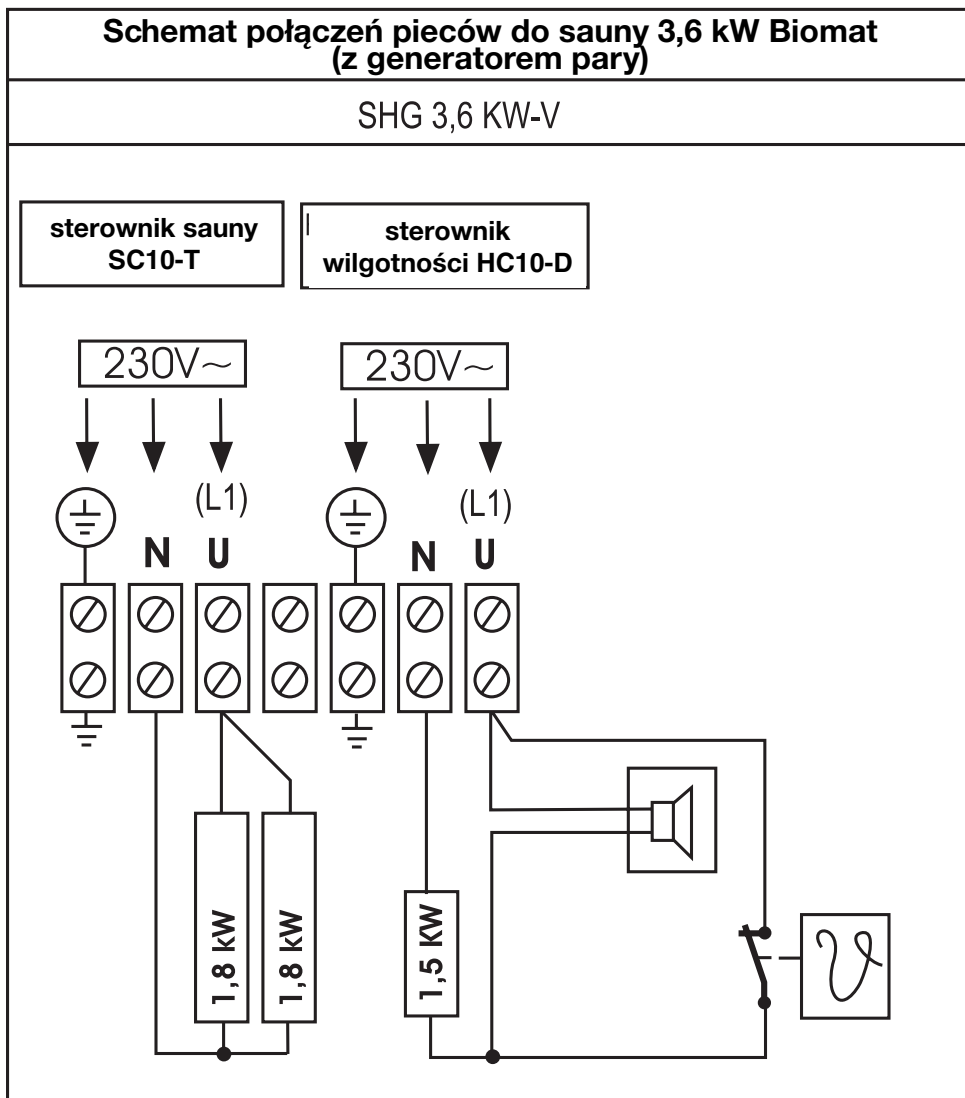 Schemat połączeń pieców do sauny 3,6 kW Biomat
(z generatorem pary)
SHG 3,6 KW-V
sterownik sauny
SC10-T
sterownik
wilgotności HC10-D
230V~
230V~
(L1)
(L1)
N U
N U
1,8 kW
1,8 kW
1,5 KW
ϑ